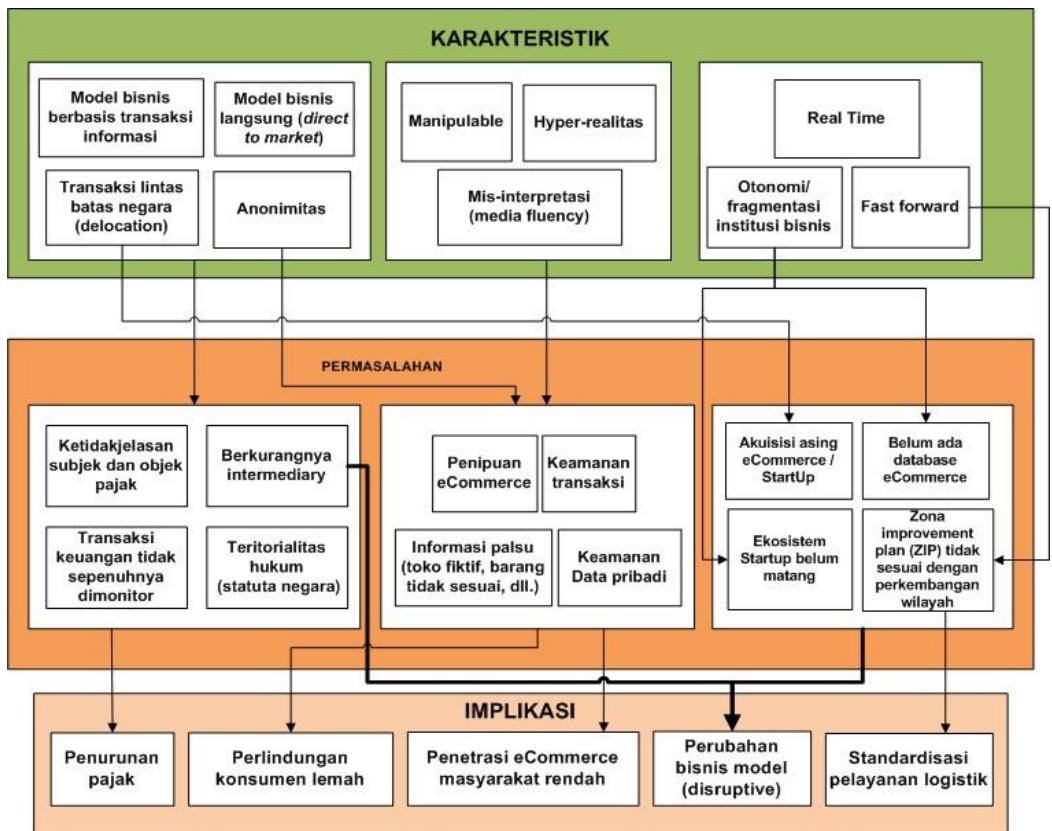 KARAKTERISTIK
Model bisnis
berbasis transaksi
informasi
Model bisnis
langsung (direct
to market)
Transaksi lintas
batas negara
(delocation)
Anonimitas
Manipulable
Hyper-realitas
Mis-interpretasi
(media fluency)
Real Time
Otonomi/
fragmentasi
institusi bisnis
Fast forward
PERMASALAHAN
Ketidakjelasan
subjek dan objek
pajak
Berkurangnya
intermediary
Transaksi
keuangan tidak
sepenuhnya
dimonitor
Teritorialitas
hukum
(statuta negara)
Penipuan
eCommerce
Keamanan
transaksi
Informasi palsu
(toko fiktif, barang
tidak sesuai, dll.)
Keamanan
Data pribadi
Akuisisi asing
eCommerce /
StartUp
Belum ada
database
eCommerce
Ekosistem
Startup belum
matang
Zona
improvement
plan (ZIP) tidak
sesuai dengan
perkembangan
wilayah
IMPLIKASI
Penurunan
pajak
Perlindungan
konsumen lemah
Penetrasi eCommerce
masyarakat rendah
Perubahan
bisnis model
(disruptive)
Standardisasi
pelayanan logistik